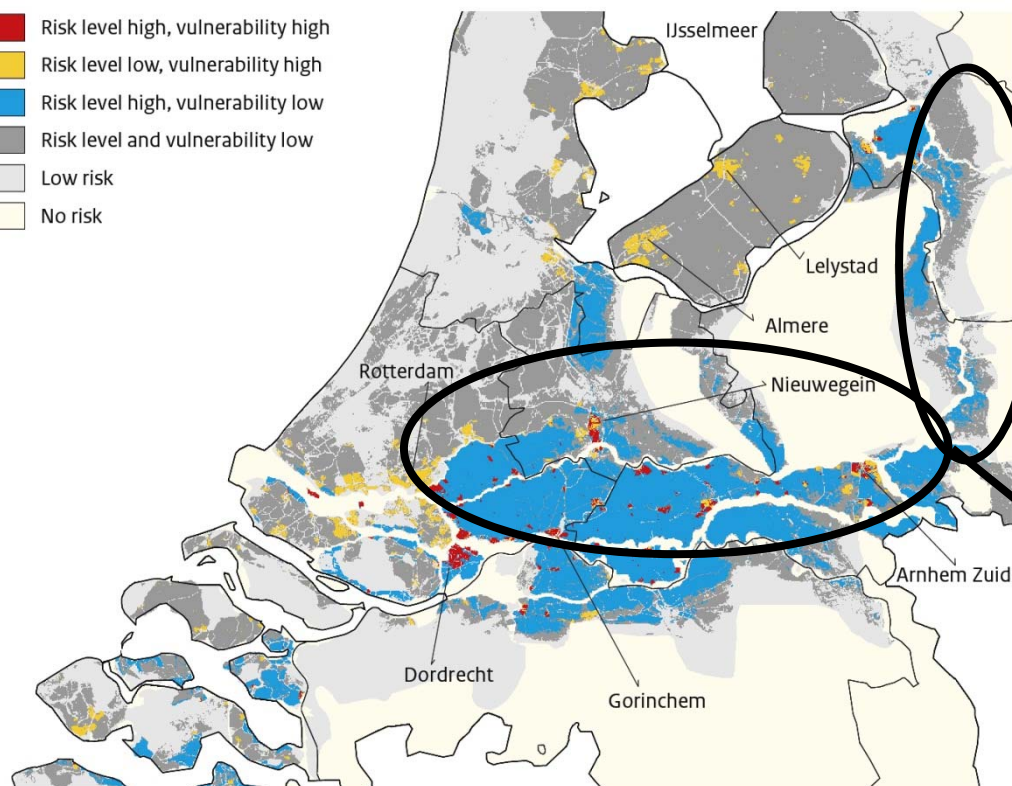 Risk level high, vulnerability high
Risk level low, vulnerability high
Risk level high, vulnerability low
Risk level and vulnerability low
Low risk
No risk
IJsselmeer
Lelystad
Almere
Rotterdam
Nieuwegein
Arnhem Zuid
Dordrecht
Gorinchem